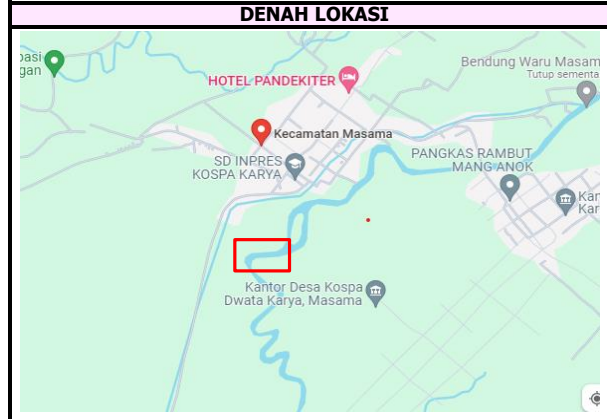 DENAH LOKASI
Bendung Waru Masam
Tutup sementa
HOTEL PANDEKITER
Kecamatan Masama
SD INPRES
KOSPA KARYA
PANGKAS RAMBUT
MANG ANOK
Kantor Desa Kospa
Dwata Karya, Masama